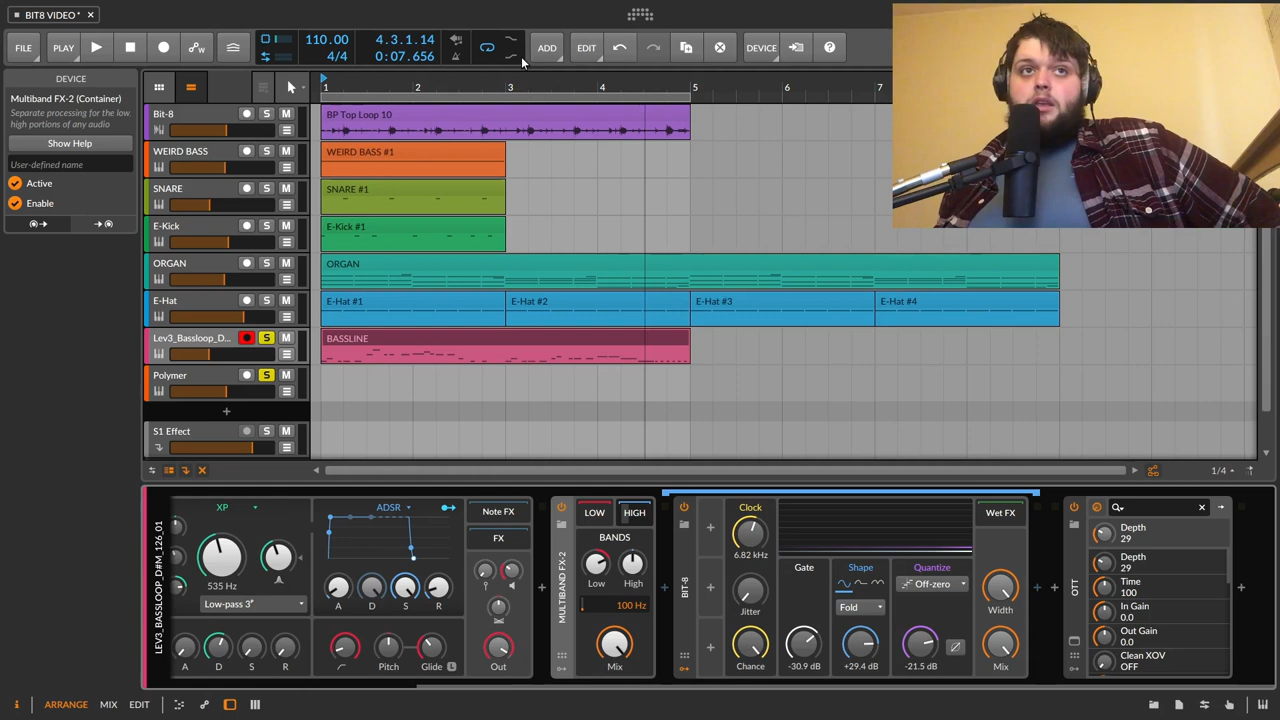 BIT8 VIDEO*
FILE
PLAY
110.00
4/4
4.3.1.14
0:07.656
ADD
EDIT
DEVICE
DEVICE
Multiband FX-2 (Container)
Separate processing for the low,
high portions of any audio
Show Help
User-defined name
Active
Enable
1
2
3
4
5
6
7
Bit-8
S
M
BP Top Loop 10
WEIRD BASS
S
M
WEIRD BASS #1
SNARE
S
M
SNARE #1
E-Kick
S
M
E-Kick #1
ORGAN
S
M
ORGAN
E-Hat
S
M
E-Hat #1
E-Hat #2
E-Hat #3
E-Hat #4
Lev3_Bassloop_D...
S
M
BASSLINE
Polymer
S
M
+
S1 Effect
S
M
1/4
LEV3_BASSLOOP_D#M_126_01
XP
535 Hz
Low-pass 3°
A
D
S
R
ADSR
A
D
S
R
Pitch
Glide
L
Note FX
FX
Out
MULTIBAND FX-2
LOW
HIGH
BANDS
Low
High
100 Hz
Mix
BIT-8
Clock
6.82 kHz
Jitter
Chance
Gate
-30.9 dB
Shape
Fold
+29.4 dB
Quantize
Off-zero
-21.5 dB
Wet FX
Width
Mix
OTT
Depth
29
Depth
29
Time
100
In Gain
0.0
Out Gain
0.0
Clean XOV
OFF
ARRANGE
MIX
EDIT